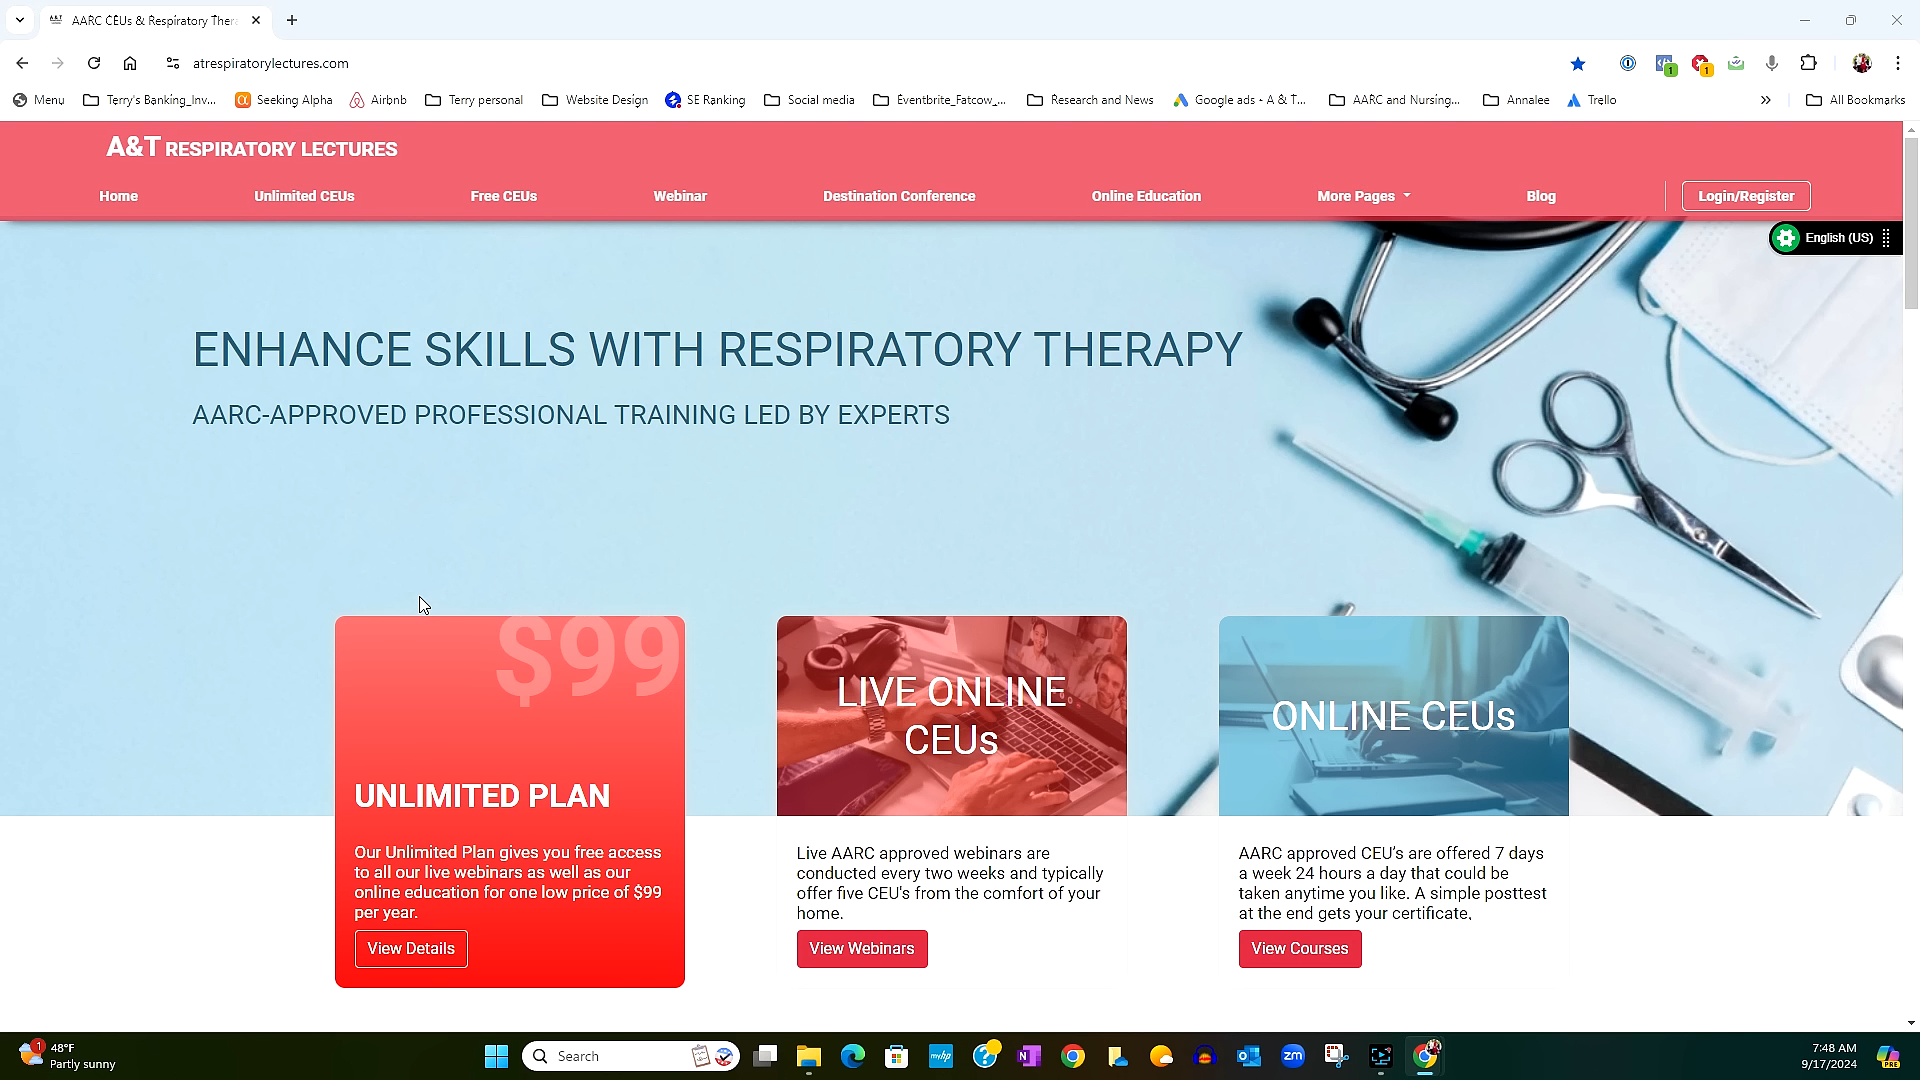 AARC CEUs & Respiratory Thera
atrespiratorylectures.com
1
1
Menu
Terry's Banking_Inv...
Seeking Alpha
Airbnb
Terry personal
Website Design
SE Ranking
Social media
Eventbrite_Fatcow_...
Research and News
Google ads - A & T...
AARC and Nursing...
Annalee
Trello
All Bookmarks
A&T RESPIRATORY LECTURES
Home
Unlimited CEUs
Free CEUs
Webinar
Destination Conference
Online Education
More Pages
Blog
Login/Register
English (US)
ENHANCE SKILLS WITH RESPIRATORY THERAPY
AARC-APPROVED PROFESSIONAL TRAINING LED BY EXPERTS
$99
UNLIMITED PLAN
Our Unlimited Plan gives you free access
to all our live webinars as well as our
online education for one low price of $99
per year.
View Details
LIVE ONLINE
CEUs
Live AARC approved webinars are
conducted every two weeks and typically
offer five CEU's from the comfort of your
home.
View Webinars
ONLINE CEUs
AARC approved CEU's are offered 7 days
a week 24 hours a day that could be
taken anytime you like. A simple posttest
at the end gets your certificate.
View Courses
1
48°F
Partly sunny
Search
myhp
zm
7:48 AM
9/17/2024
PRE